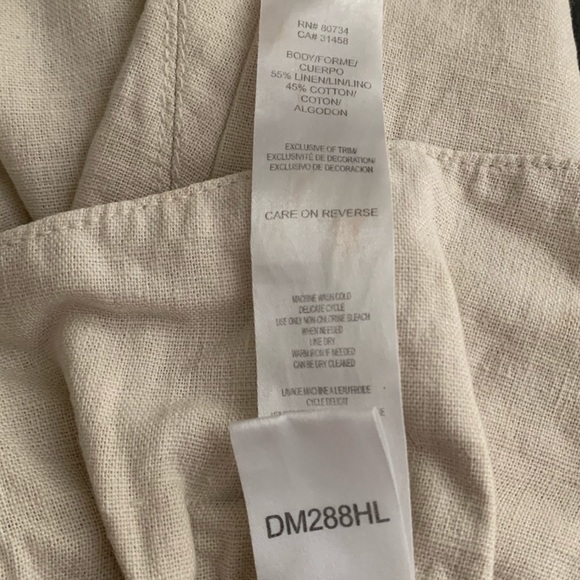 RN# 80734
CA# 31458
BODY/FORME/
CUERPO
55% LINEN/LIN/LINO
45% COTTON/
COTON/
ALGODON
EXCLUSIVE OF TRIM/
EXCLUSIVITÉ DE DECORATION/
EXCLUSIVO DE DECORACION
CARE ON REVERSE
MACHINE WASH COLD
DELICATE CYCLE
USE ONLY NON-CHLORINE BLEACH
WHEN NEEDED
LINE DRY
WARM IRON IF NEEDED
CAN BE DRY CLEANED
LAVAGE MACHINE A L'EAU FROIDE
CYCLE DELICAT
DM288HL